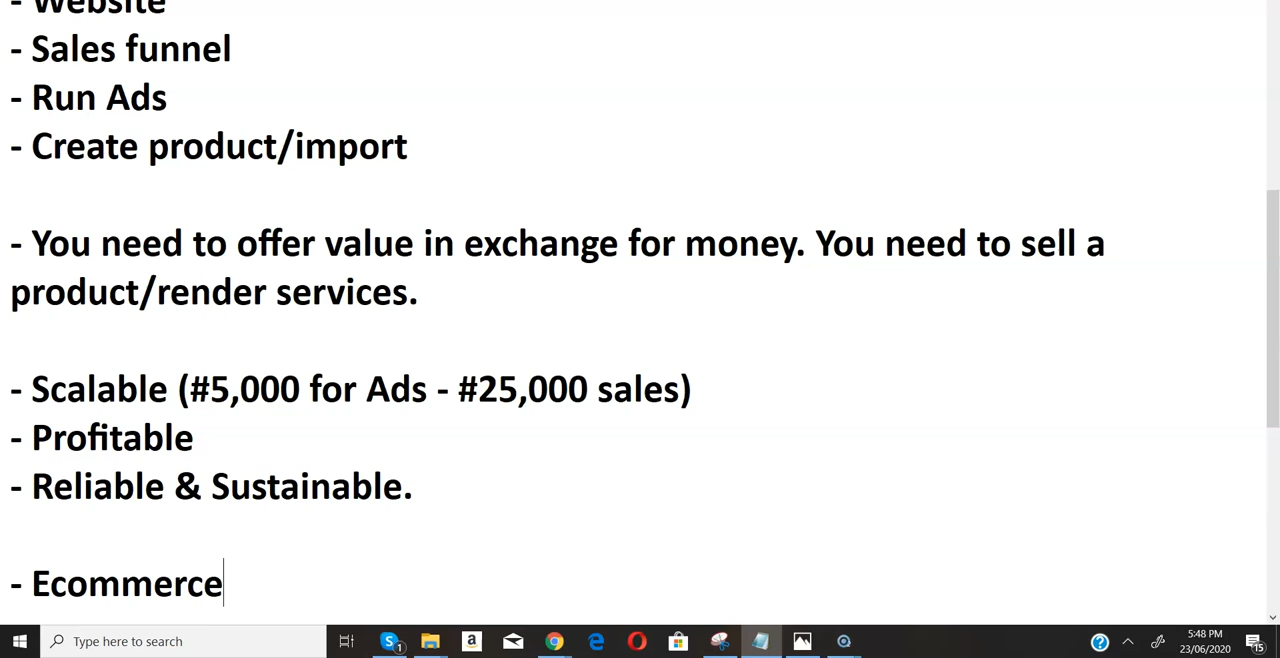 - Website
- Sales funnel
- Run Ads
- Create product/import
- You need to offer value in exchange for money. You need to sell a
product/render services.
- Scalable (#5,000 for Ads - #25,000 sales)
- Profitable
- Reliable & Sustainable.
- Ecommerce
Type here to search
1
a
5:48 PM
23/06/2020
15